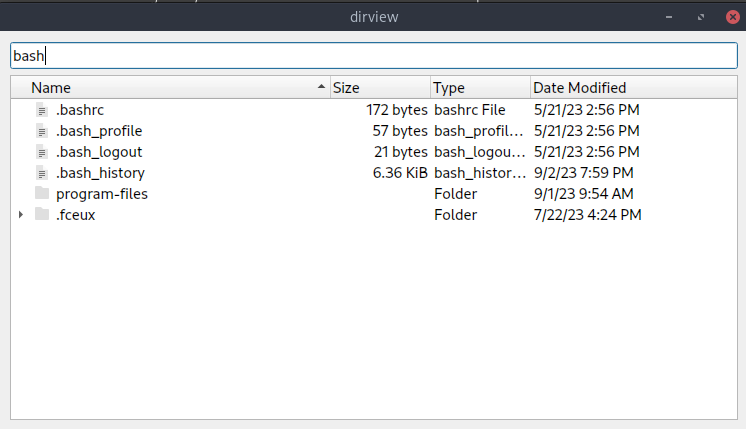 dirview
bash
Name Size Type Date Modified
.bashrc 172 bytes bashrc File 5/21/23 2:56 PM
.bash_profile 57 bytes bash_profil... 5/21/23 2:56 PM
.bash_logout 21 bytes bash_logou... 5/21/23 2:56 PM
.bash_history 6.36 KiB bash_histor... 9/2/23 7:59 PM
program-files Folder 9/1/23 9:54 AM
.fceux Folder 7/22/23 4:24 PM